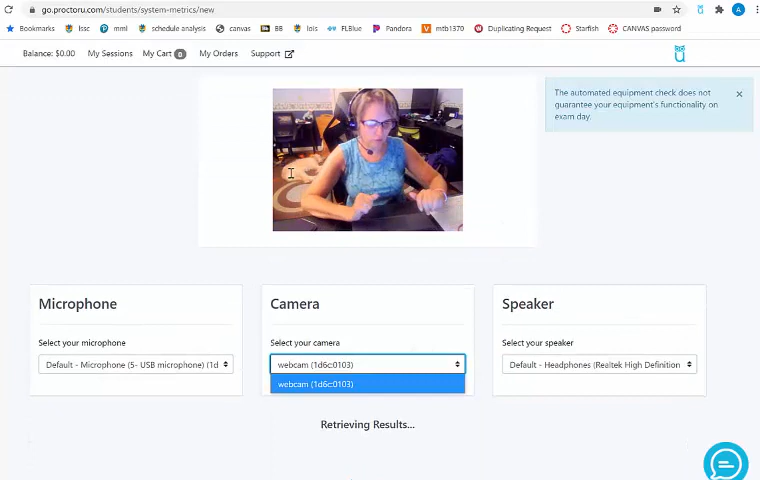 go.proctoru.com/students/system-metrics/new
A
Bookmarks lssc mml schedule analysis canvas BB lois FLBlue Pandora mtb1370 Duplicating Request Starfish CANVAS password
Balance: $0.00 My Sessions My Cart 0 My Orders Support
The automated equipment check does not
guarantee your equipment's functionality on
exam day.
Microphone
Select your microphone
Default - Microphone (5- USB microphone) (1d
Camera
Select your camera
webcam (1d6c:0103)
webcam (1d6c:0103)
Speaker
Select your speaker
Default - Headphones (Realtek High Definition
Retrieving Results...